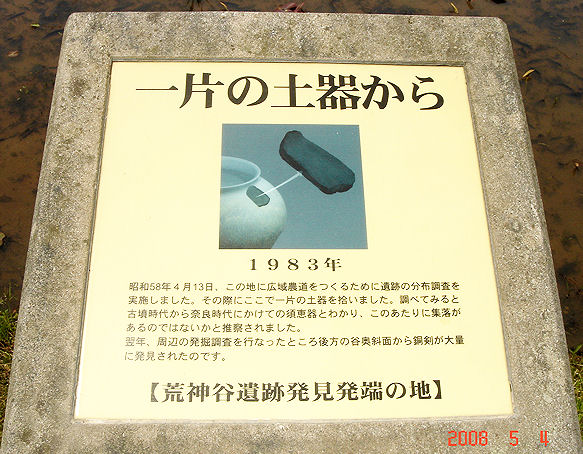 一片の土器から
1983年
昭和58年4月13日、この地に広域農道をつくるために遺跡の分布調査を
実施しました。その際にここで一片の土器を拾いました。調べてみると
古墳時代から奈良時代にかけての須恵器とわかり、このあたりに集落が
あるのではないかと推察されました。
翌年、周辺の発掘調査を行なったところ後方の谷奥斜面から銅剣が大量
に発見されたのです。
【荒神谷遺跡発見発端の地】
2008 5 4